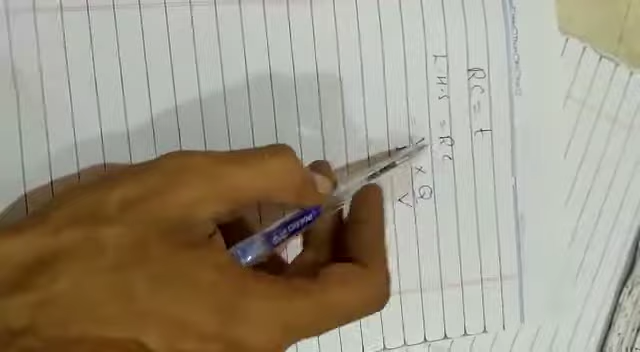 RC = t
L.H.S = RC
x Q
V